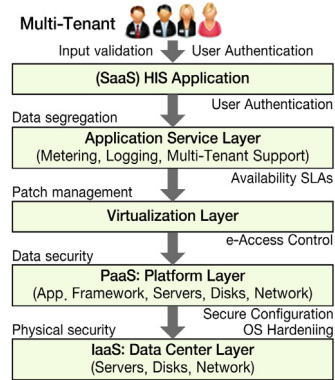 Multi-Tenant
Input validation User Authentication
(SaaS) HIS Application
User Authentication
Data segregation
Application Service Layer
(Metering, Logging, Multi-Tenant Support)
Availability SLAs
Patch management
Virtualization Layer
e-Access Control
Data security
PaaS: Platform Layer
(App, Framework, Servers, Disks, Network)
Secure Configuration
Physical security OS Hardeniing
IaaS: Data Center Layer
(Servers, Disks, Network)